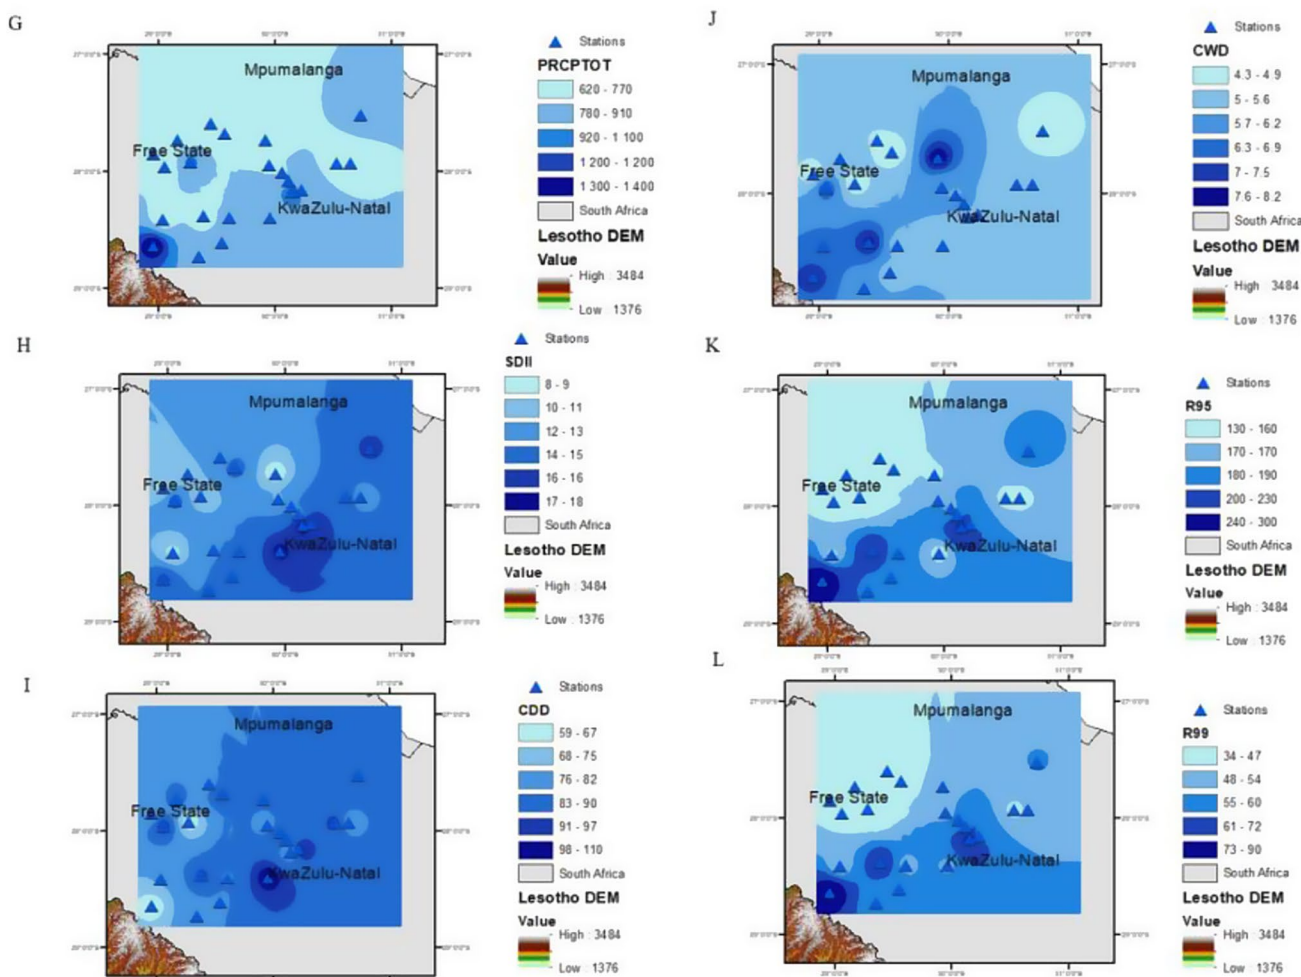 G
Stations
PRCPTOT
620 - 770
780 - 910
920 - 1 100
1 200 - 1 200
1 300 - 1 400
South Africa
Lesotho DEM
Value
High : 3484
Low : 1376
Mpumalanga
Free State
KwaZulu-Natal
J
Stations
CWD
4.3 - 4.9
5 - 5.6
5.7 - 6.2
6.3 - 6.9
7 - 7.5
7.6 - 8.2
South Africa
Lesotho DEM
Value
High : 3484
Low : 1376
Mpumalanga
Free State
KwaZulu-Natal
H
Stations
SDII
8 - 9
10 - 11
12 - 13
14 - 15
16 - 16
17 - 18
South Africa
Lesotho DEM
Value
High : 3484
Low : 1376
Mpumalanga
Free State
KwaZulu-Natal
K
Stations
R95
130 - 160
170 - 170
180 - 190
200 - 230
240 - 300
South Africa
Lesotho DEM
Value
High : 3484
Low : 1376
Mpumalanga
Free State
KwaZulu-Natal
I
Stations
CDD
59 - 67
68 - 75
76 - 82
83 - 90
91 - 97
98 - 110
South Africa
Lesotho DEM
Value
High : 3484
Low : 1376
Mpumalanga
Free State
KwaZulu-Natal
L
Stations
R99
34 - 47
48 - 54
55 - 60
61 - 72
73 - 90
South Africa
Lesotho DEM
Value
High : 3484
Low : 1376
Mpumalanga
Free State
KwaZulu-Natal